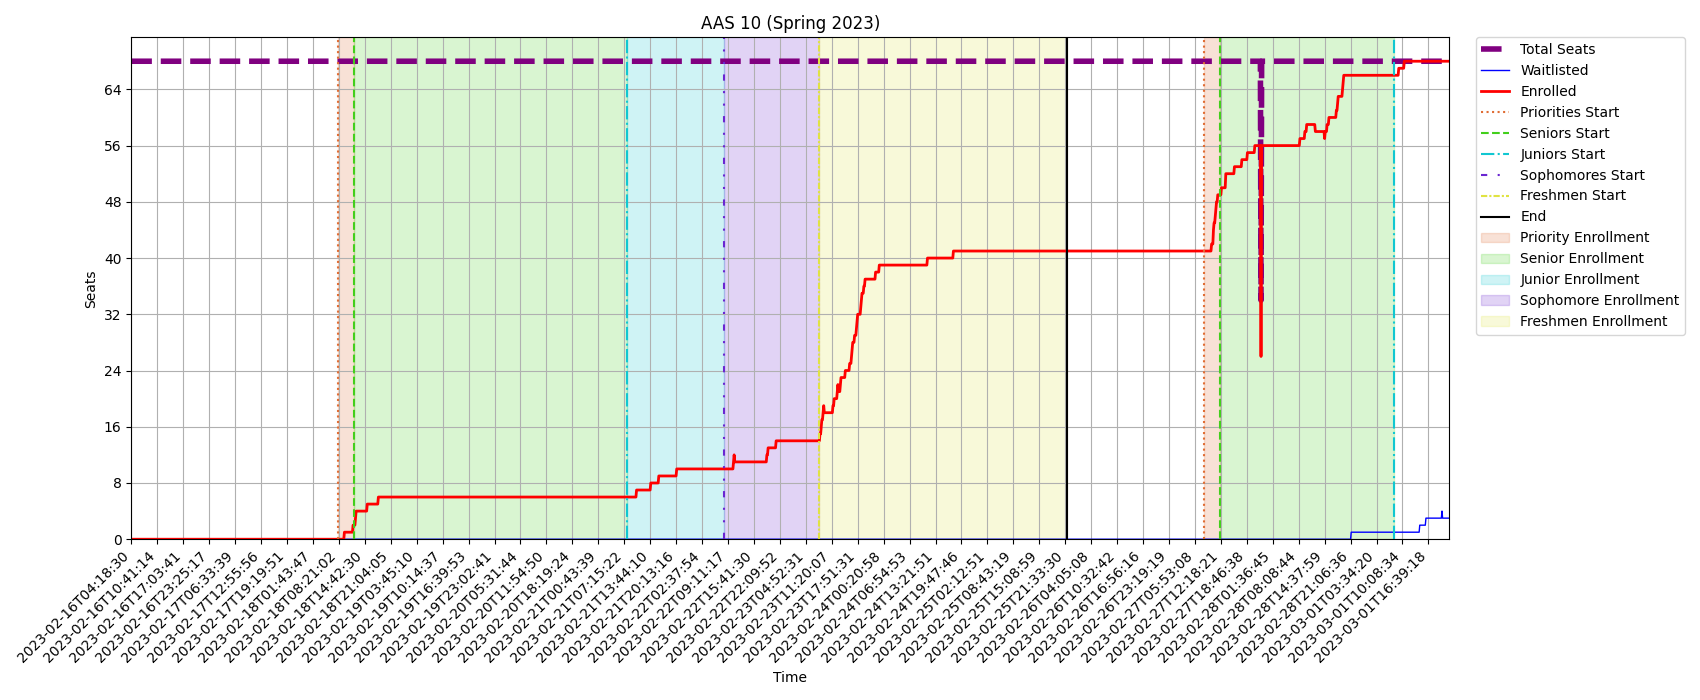 AAS 10 (Spring 2023)
Total Seats
Waitlisted
Enrolled
Priorities Start
Seniors Start
Juniors Start
Sophomores Start
Freshmen Start
End
Priority Enrollment
Senior Enrollment
Junior Enrollment
Sophomore Enrollment
Freshmen Enrollment
Seats
64
56
48
40
32
24
16
8
0
2023-02-16T04:18:30
2023-02-16T10:41:14
2023-02-16T17:03:41
2023-02-16T23:25:17
2023-02-17T06:33:39
2023-02-17T12:55:56
2023-02-17T19:19:51
2023-02-18T01:43:47
2023-02-18T08:21:02
2023-02-18T14:42:30
2023-02-18T21:04:05
2023-02-19T03:45:10
2023-02-19T10:14:37
2023-02-19T16:39:53
2023-02-19T23:02:41
2023-02-20T05:31:44
2023-02-20T11:54:50
2023-02-20T18:19:24
2023-02-21T00:43:39
2023-02-21T07:15:22
2023-02-21T13:44:10
2023-02-21T20:13:16
2023-02-22T02:37:54
2023-02-22T09:11:17
2023-02-22T15:41:30
2023-02-22T22:09:52
2023-02-23T04:52:31
2023-02-23T11:20:07
2023-02-23T17:51:31
2023-02-24T00:20:58
2023-02-24T06:54:53
2023-02-24T13:21:51
2023-02-24T19:47:46
2023-02-25T02:12:51
2023-02-25T08:43:19
2023-02-25T15:08:59
2023-02-25T21:33:30
2023-02-26T04:05:08
2023-02-26T10:32:42
2023-02-26T16:56:16
2023-02-26T23:19:19
2023-02-27T05:53:08
2023-02-27T12:18:21
2023-02-27T18:46:38
2023-02-28T01:36:45
2023-02-28T08:08:44
2023-02-28T14:37:59
2023-02-28T21:06:36
2023-03-01T03:34:20
2023-03-01T10:08:34
2023-03-01T16:39:18
Time